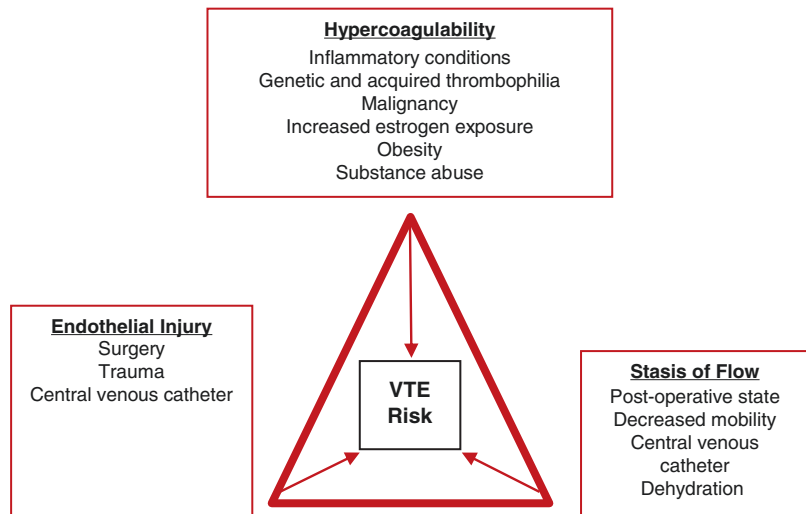 Hypercoagulability
Inflammatory conditions
Genetic and acquired thrombophilia
Malignancy
Increased estrogen exposure
Obesity
Substance abuse
Endothelial Injury
Surgery
Trauma
Central venous catheter
VTE
Risk
Stasis of Flow
Post-operative state
Decreased mobility
Central venous
catheter
Dehydration